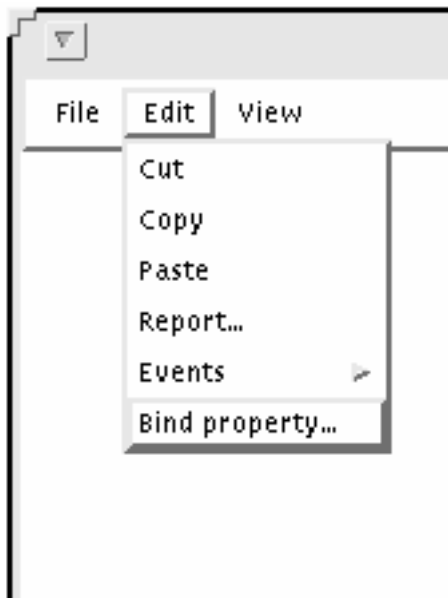 File Edit View
Cut
Copy
Paste
Report...
Events
Bind property...